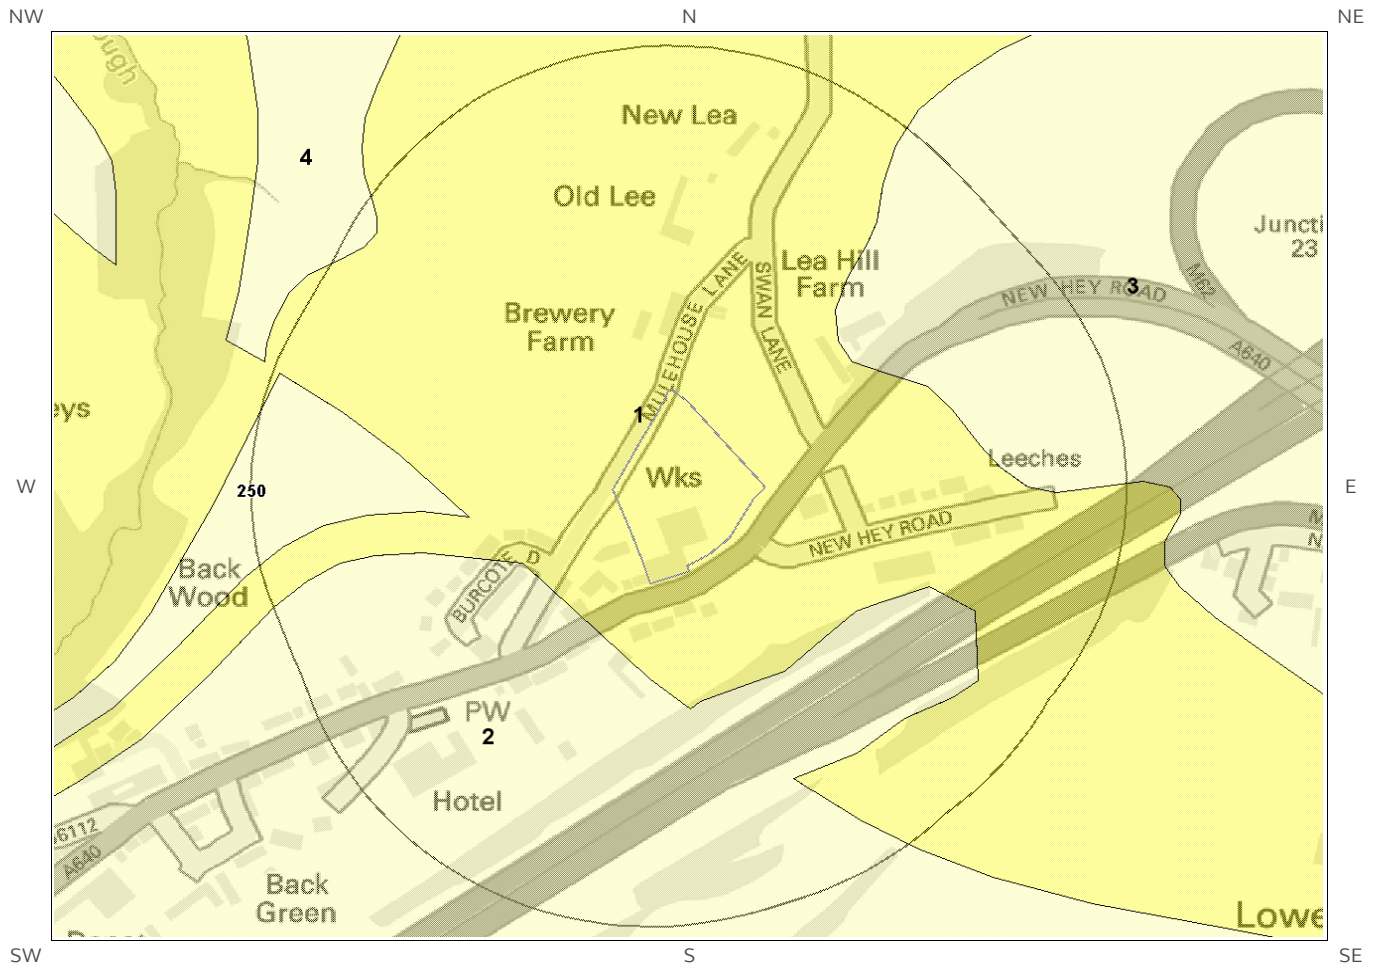 NW
N
NE
ough
New Lea
4
Old Lee
Juncti
23
Lea Hill
Farm
MULEHOUSE LANE
SWAN LANE
M62
NEW HEY ROAD
3
Brewery
Farm
A640
eys
1
Leeches
Wks
W
E
250
NEW HEY ROAD
BURCOTE D
Back
Wood
PW
2
Hotel
6112
A640
Back
Green
Lowe
SW
S
SE